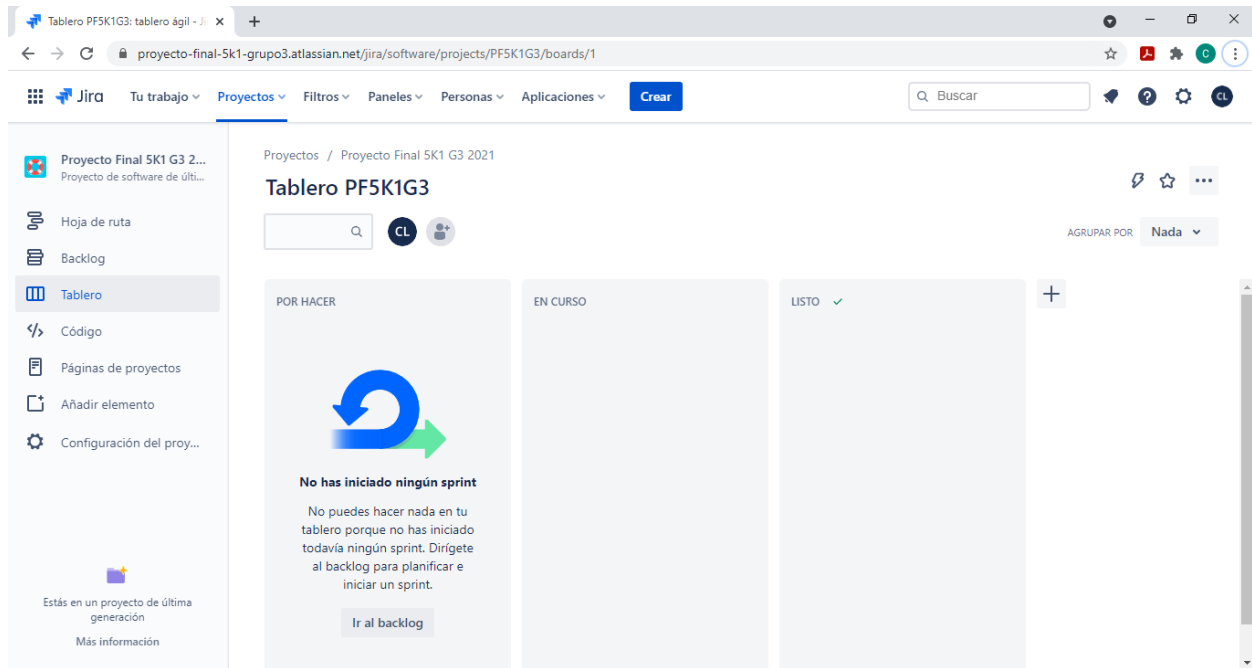 Tablero PF5K1G3: tablero ágil - Ji
proyecto-final-5k1-grupo3.atlassian.net/jira/software/projects/PF5K1G3/boards/1
C
Jira Tu trabajo Proyectos Filtros Paneles Personas Aplicaciones Crear Buscar CL
Proyecto Final 5K1 G3 2...
Proyecto de software de últi...
Hoja de ruta
Backlog
Tablero
Código
Páginas de proyectos
Añadir elemento
Configuración del proy...
Estás en un proyecto de última
generación
Más información
Proyectos / Proyecto Final 5K1 G3 2021
Tablero PF5K1G3
CL
AGRUPAR POR Nada
POR HACER
EN CURSO
LISTO
No has iniciado ningún sprint
No puedes hacer nada en tu
tablero porque no has iniciado
todavía ningún sprint. Dirígete
al backlog para planificar e
iniciar un sprint.
Ir al backlog